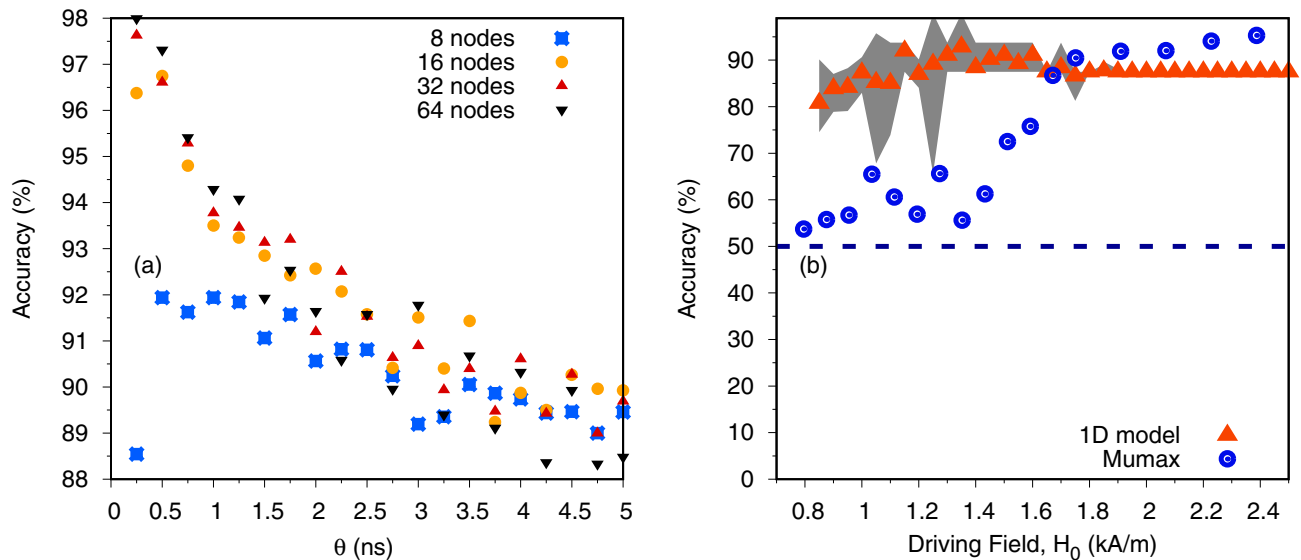 98
97
96
95
94
93
92
91
90
89
88
Accuracy (%)
8 nodes
16 nodes
32 nodes
64 nodes
(a)
0 0.5 1 1.5 2 2.5 3 3.5 4 4.5 5
θ (ns)
90
80
70
60
50
40
30
20
10
0
Accuracy (%)
(b)
1D model
Mumax
0.8 1 1.2 1.4 1.6 1.8 2 2.2 2.4
Driving Field, H0 (kA/m)